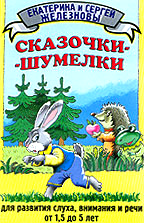 ЕКАТЕРИНА И СЕРГЕЙ
ЖЕЛЕЗНОВЫ
СКАЗОЧКИ-
-ШУМЕЛКИ
для развития слуха, внимания и речи
от 1,5 до 5 лет